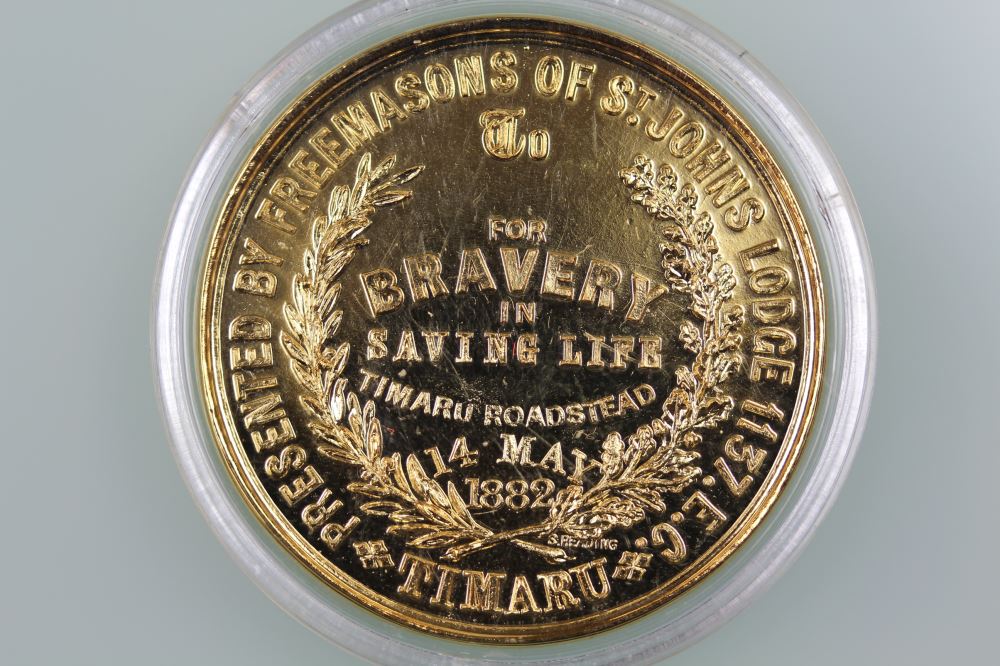 PRESENTED BY FREEMASONS OF ST. JOHNS LODGE 1137. E.C.
To
FOR
BRAVERY
IN
SAVING LIFE
TIMARU ROADSTEAD
14 MAY
1882
S. READING
TIMARU